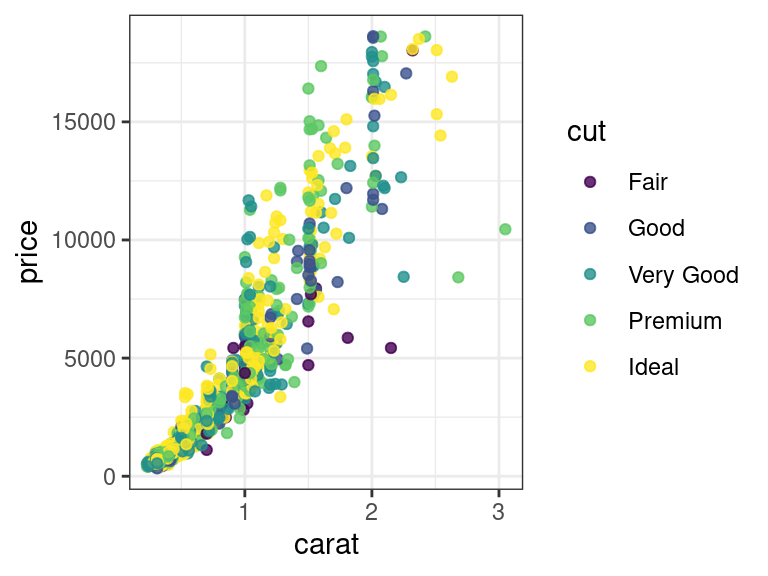 15000
10000
5000
0
price
1 2 3
carat
cut
Fair
Good
Very Good
Premium
Ideal